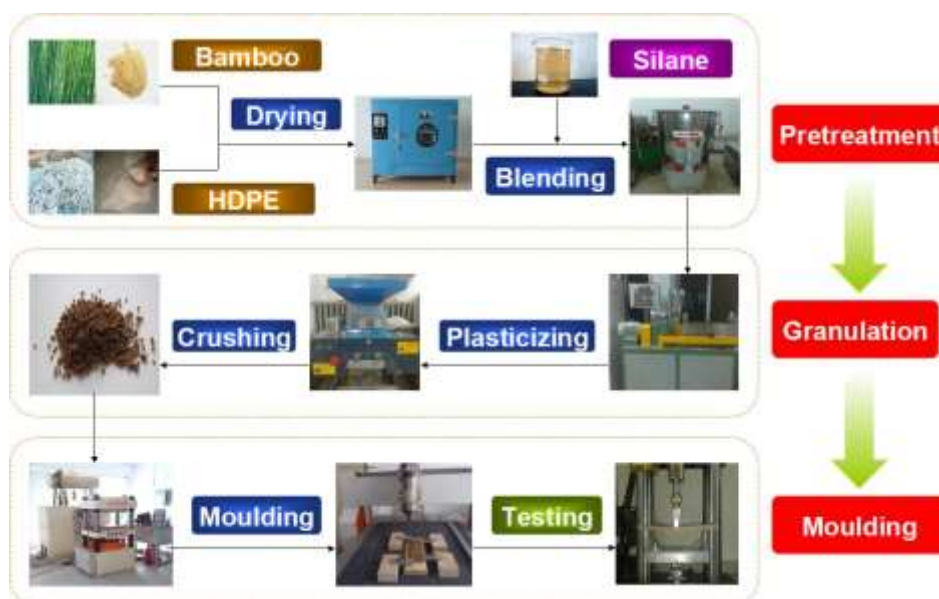 Bamboo
Silane
Drying
Pretreatment
Blending
HDPE
Crushing
Plasticizing
Granulation
Moulding
Testing
Moulding